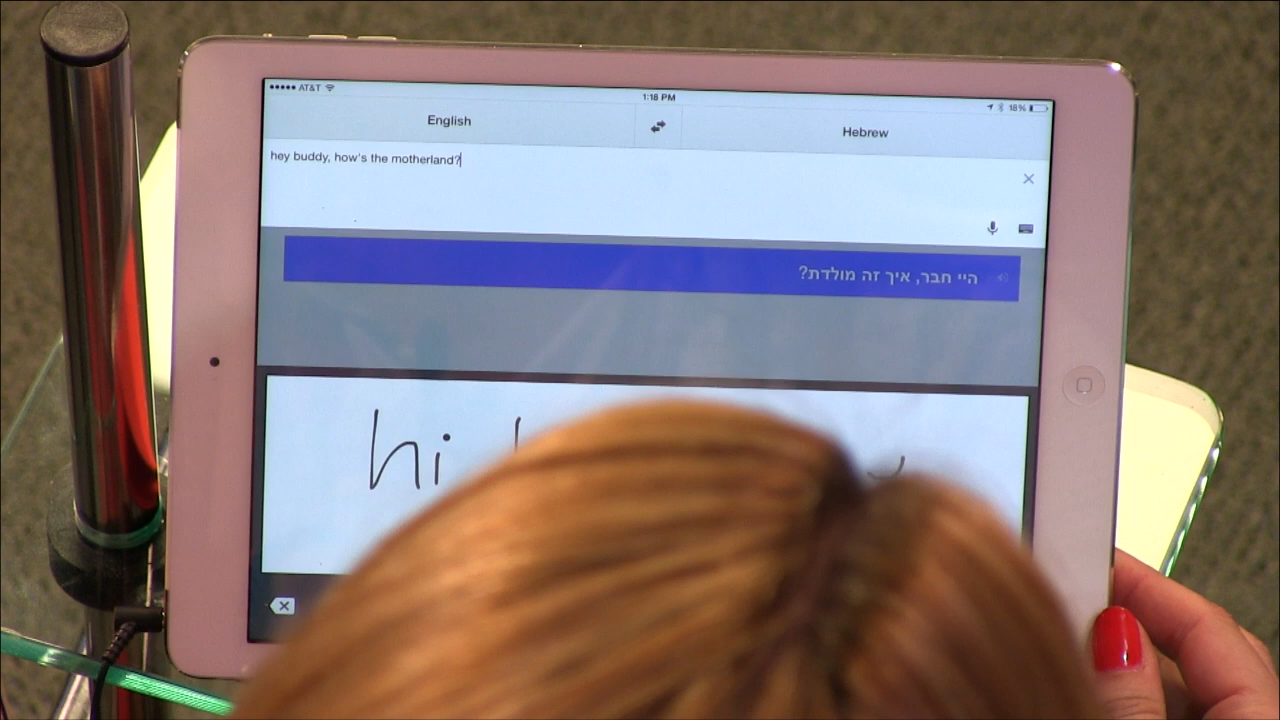 AT&T
1:18 PM
18%
English
Hebrew
hey buddy, how's the motherland?
היי חבר, איך זה מולדת?
hi